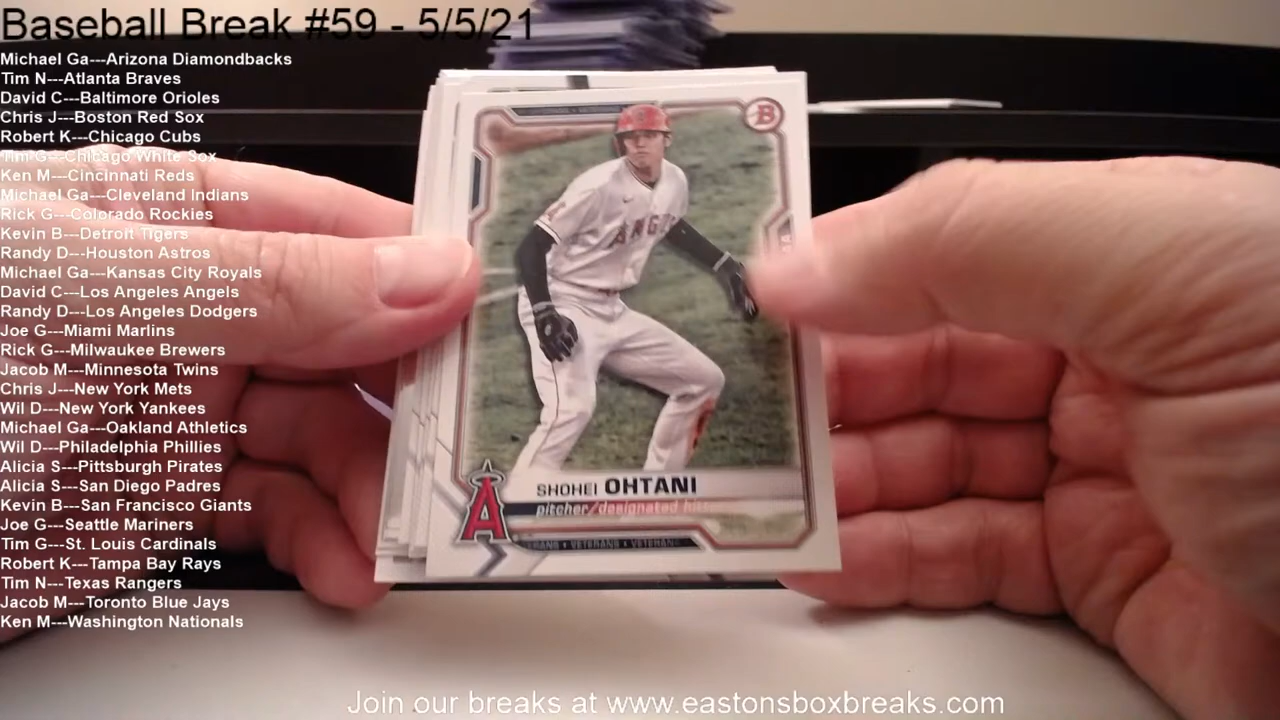 Baseball Break #59 - 5/5/21
Michael Ga---Arizona Diamondbacks
Tim N---Atlanta Braves
David C---Baltimore Orioles
Chris J---Boston Red Sox
Robert K---Chicago Cubs
Tim G---Chicago White Sox
Ken M---Cincinnati Reds
Michael Ga---Cleveland Indians
Rick G---Colorado Rockies
Kevin B---Detroit Tigers
Randy D---Houston Astros
Michael Ga---Kansas City Royals
David C---Los Angeles Angels
Randy D---Los Angeles Dodgers
Joe G---Miami Marlins
Rick G---Milwaukee Brewers
Jacob M---Minnesota Twins
Chris J---New York Mets
Wil D---New York Yankees
Michael Ga---Oakland Athletics
Wil D---Philadelphia Phillies
Alicia S---Pittsburgh Pirates
Alicia S---San Diego Padres
Kevin B---San Francisco Giants
Joe G---Seattle Mariners
Tim G---St. Louis Cardinals
Robert K---Tampa Bay Rays
Tim N---Texas Rangers
Jacob M---Toronto Blue Jays
Ken M---Washington Nationals
B
SHOHEI OHTANI
pitcher/designated
A
VETERANS
Join our breaks at www.eastonsboxbreaks.com